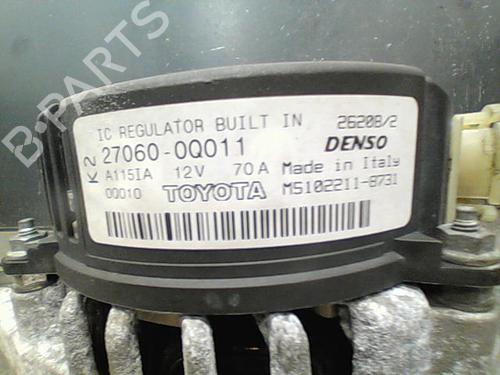 B-PARTS
IC REGULATOR BUILT IN 26208/2
K2 27060-0Q011 DENSO
A115IA 12V 70A Made in Italy
0Q010 TOYOTA MS102211-8731